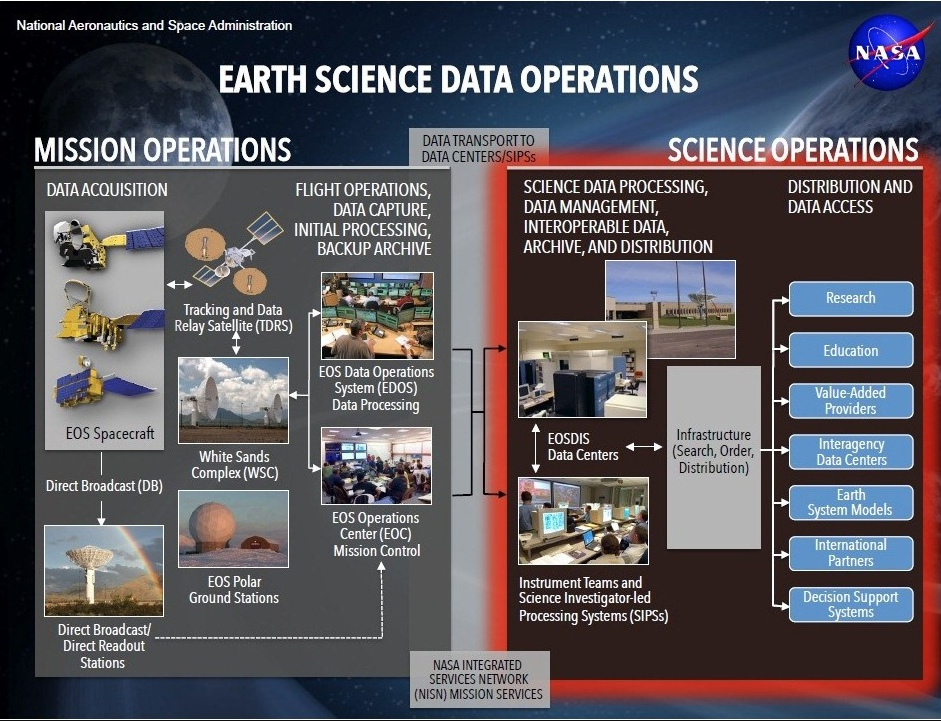 National Aeronautics and Space Administration
NASA
EARTH SCIENCE DATA OPERATIONS
MISSION OPERATIONS
DATA TRANSPORT TO
DATA CENTERS/SIPSs
SCIENCE OPERATIONS
DATA ACQUISITION
FLIGHT OPERATIONS,
DATA CAPTURE,
INITIAL PROCESSING,
BACKUP ARCHIVE
SCIENCE DATA PROCESSING,
DATA MANAGEMENT,
INTEROPERABLE DATA,
ARCHIVE, AND DISTRIBUTION
DISTRIBUTION AND
DATA ACCESS
EOS Spacecraft
Tracking and Data
Relay Satellite (TDRS)
EOS Data Operations
System (EDOS)
Data Processing
White Sands
Complex (WSC)
Direct Broadcast (DB)
EOS Operations
Center (EOC)
Mission Control
EOS Polar
Ground Stations
Direct Broadcast/
Direct Readout
Stations
EOSDIS
Data Centers
Infrastructure
(Search, Order,
Distribution)
Instrument Teams and
Science Investigator-led
Processing Systems (SIPSs)
Research
Education
Value-Added
Providers
Interagency
Data Centers
Earth
System Models
International
Partners
Decision Support
Systems
NASA INTEGRATED
SERVICES NETWORK
(NISN) MISSION SERVICES